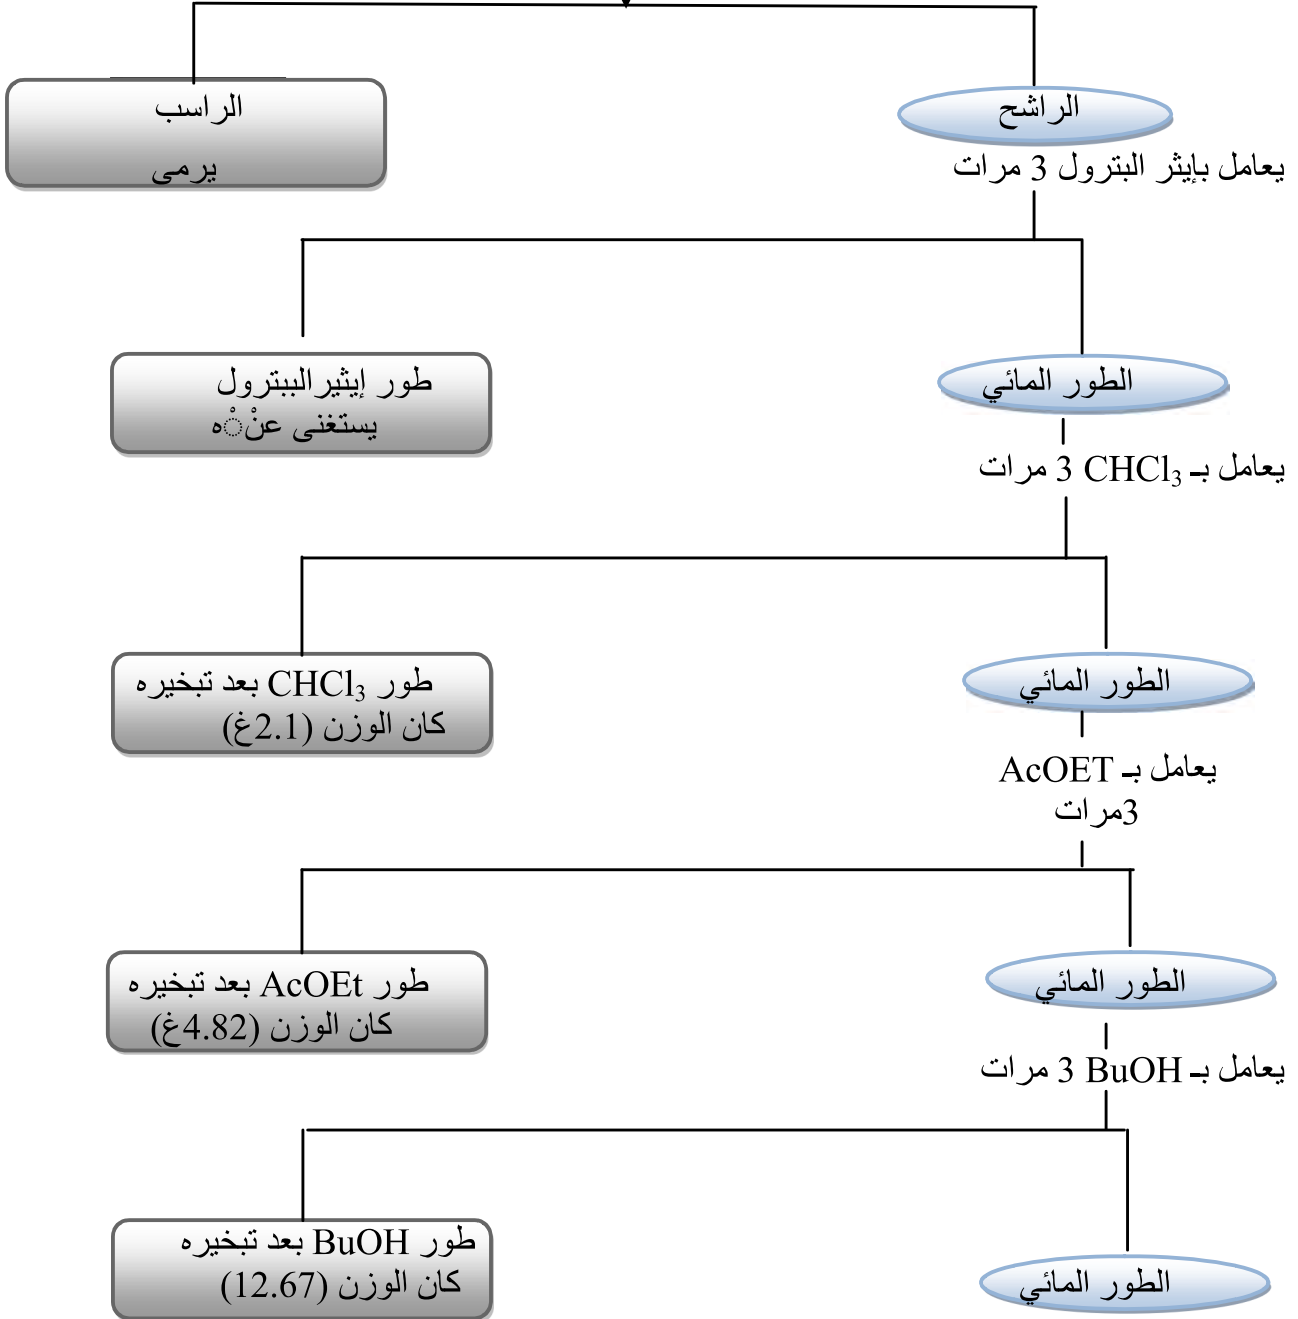 الراشح
الراسب
يرمى
يعامل بإيثر البترول 3 مرات
الطور المائي
طور إيثيرالببترول
يستغنى عنْْه
يعامل بـ CHCl₃ 3 مرات
الطور المائي
طور CHCl₃ بعد تبخيره
كان الوزن (2.1غ)
يعامل بـ AcOET
3مرات
الطور المائي
طور AcOEt بعد تبخيره
كان الوزن (4.82غ)
يعامل بـ BuOH 3 مرات
الطور المائي
طور BuOH بعد تبخيره
كان الوزن (12.67)